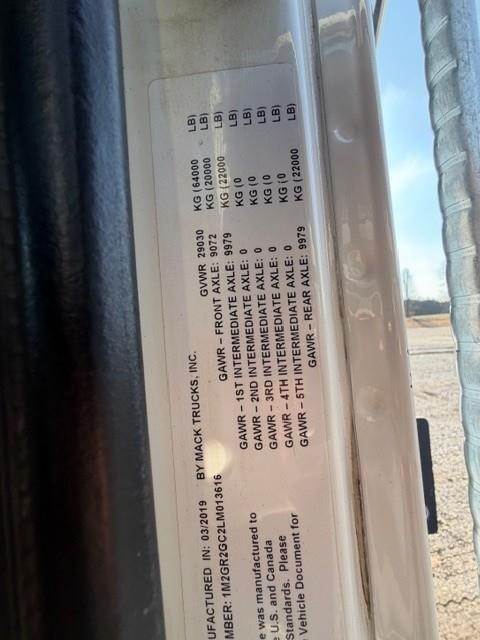 UFACTURED IN: 03/2019 BY MACK TRUCKS, INC. GVWR 29030 KG (64000 LB)
MBER: 1M2GR2GC2LM013616 GAWR – FRONT AXLE: 9072 KG (20000 LB)
GAWR – 1ST INTERMEDIATE AXLE: 9979 KG (22000 LB)
e was manufactured to GAWR – 2ND INTERMEDIATE AXLE: 0 KG (0 LB)
U.S. and Canada GAWR – 3RD INTERMEDIATE AXLE: 0 KG (0 LB)
Standards. Please GAWR – 4TH INTERMEDIATE AXLE: 0 KG (0 LB)
Vehicle Document for GAWR – 5TH INTERMEDIATE AXLE: 0 KG (0 LB)
GAWR – REAR AXLE: 9979 KG (22000 LB)